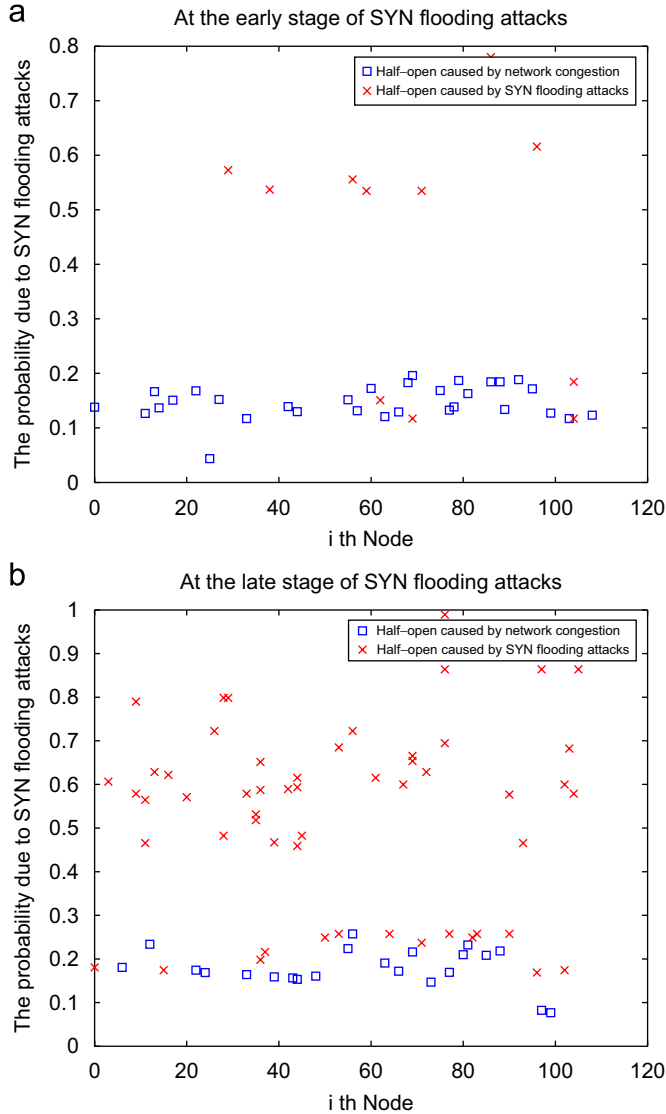 a
At the early stage of SYN flooding attacks
0.8
0.7
0.6
0.5
0.4
0.3
0.2
0.1
0
The probability due to SYN flooding attacks
Half−open caused by network congestion
Half−open caused by SYN flooding attacks
0 20 40 60 80 100 120
i th Node
b
At the late stage of SYN flooding attacks
1
0.9
0.8
0.7
0.6
0.5
0.4
0.3
0.2
0.1
0
The probability due to SYN flooding attacks
Half−open caused by network congestion
Half−open caused by SYN flooding attacks
0 20 40 60 80 100 120
i th Node